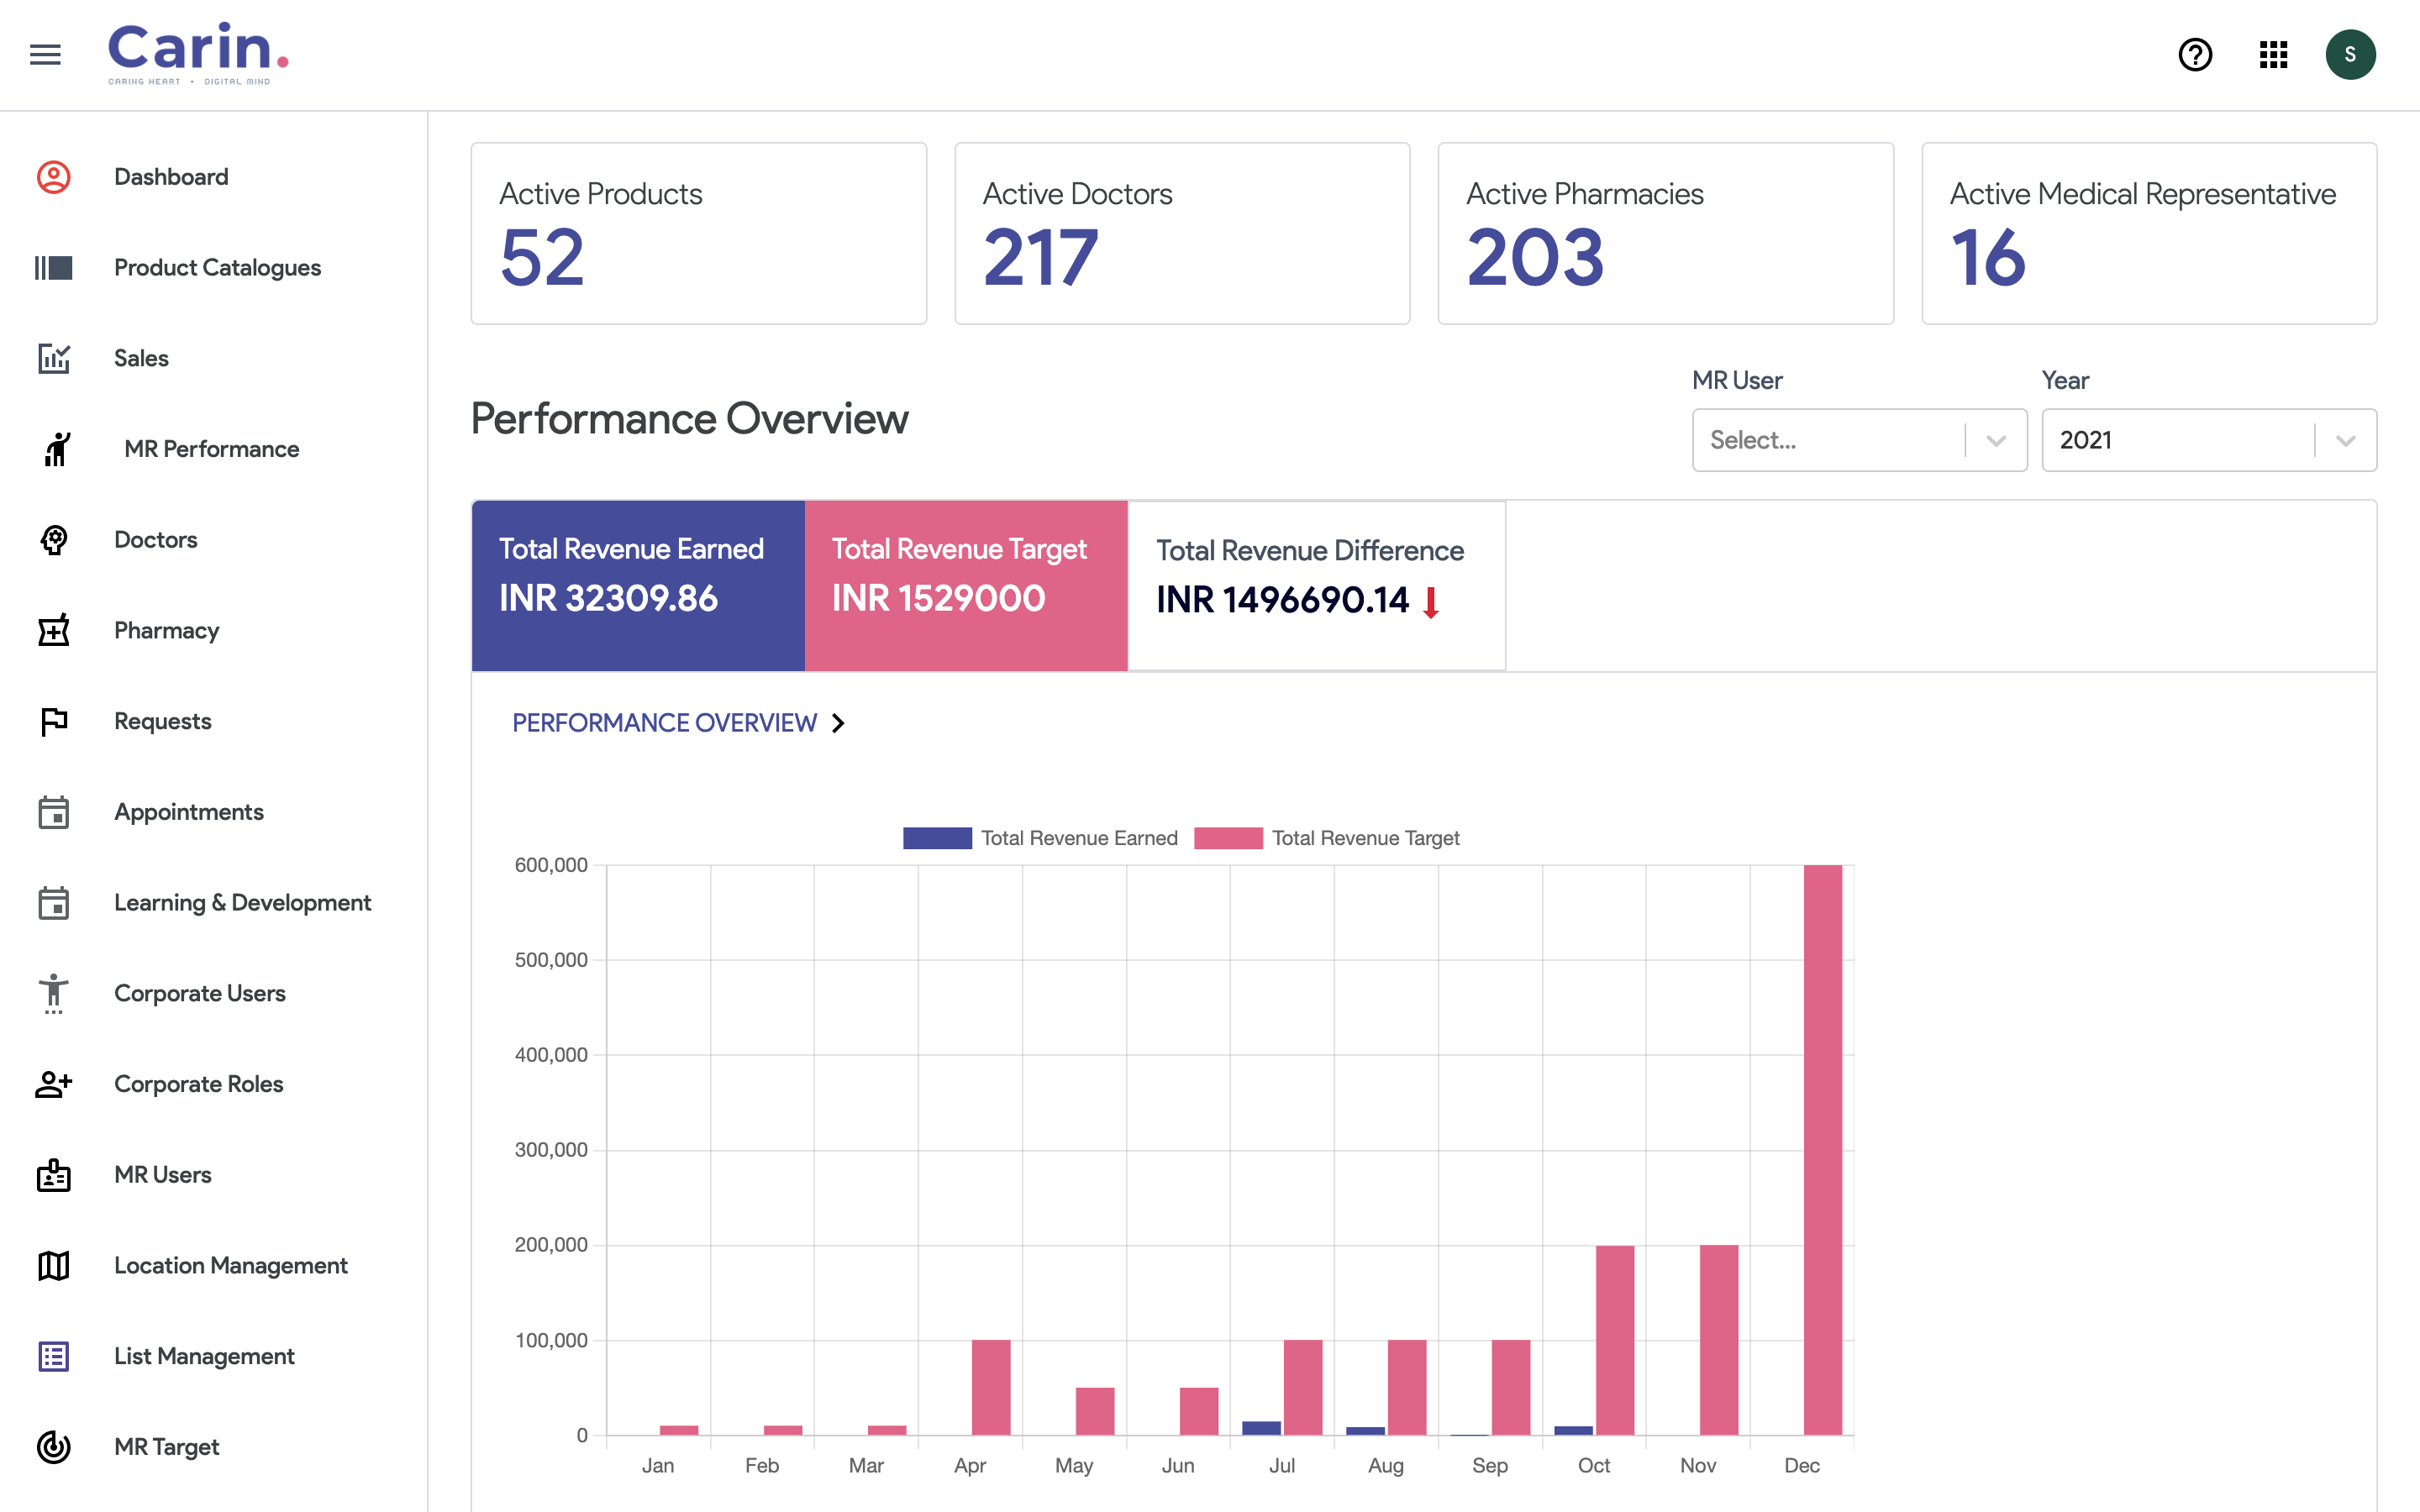 Carin.
CARING HEART • DIGITAL MIND
S
Dashboard
Product Catalogues
Sales
MR Performance
Doctors
Pharmacy
Requests
Appointments
Learning & Development
Corporate Users
Corporate Roles
MR Users
Location Management
List Management
MR Target
Active Products
52
Active Doctors
217
Active Pharmacies
203
Active Medical Representative
16
Performance Overview
MR User
Select...
Year
2021
Total Revenue Earned
INR 32309.86
Total Revenue Target
INR 1529000
Total Revenue Difference
INR 1496690.14
PERFORMANCE OVERVIEW
Total Revenue Earned
Total Revenue Target
600,000
500,000
400,000
300,000
200,000
100,000
0
Jan Feb Mar Apr May Jun Jul Aug Sep Oct Nov Dec